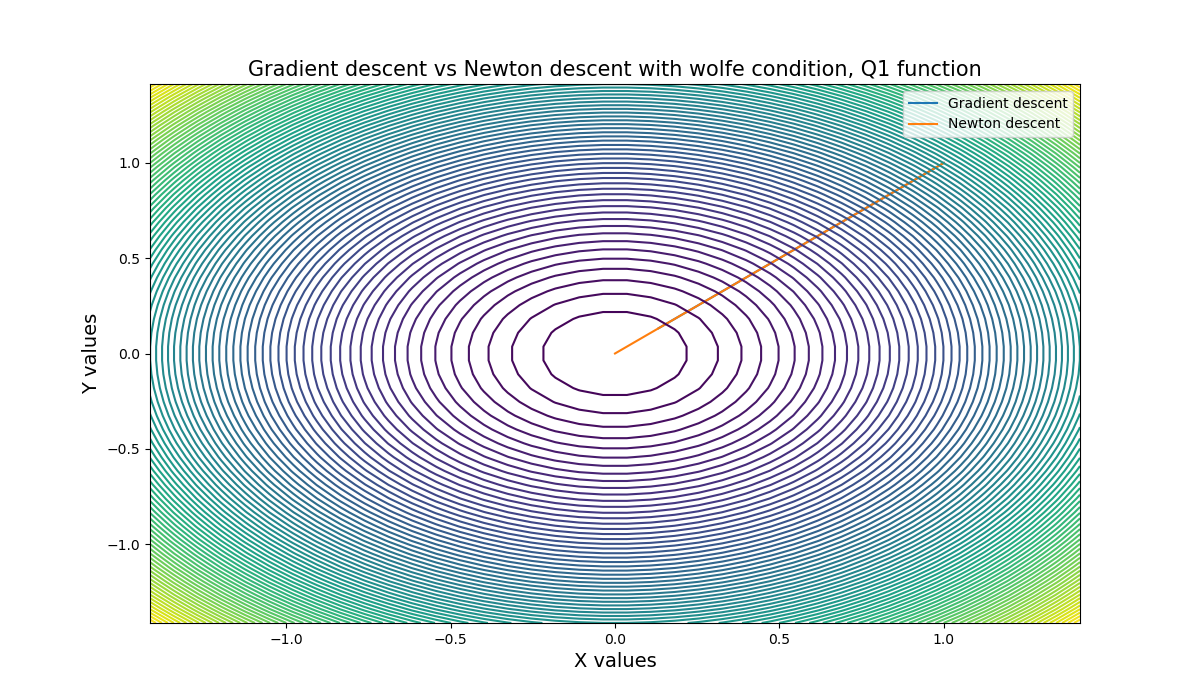 Gradient descent vs Newton descent with wolfe condition, Q1 function
Gradient descent
Newton descent
1.0
0.5
0.0
−0.5
−1.0
Y values
−1.0
−0.5
0.0
0.5
1.0
X values